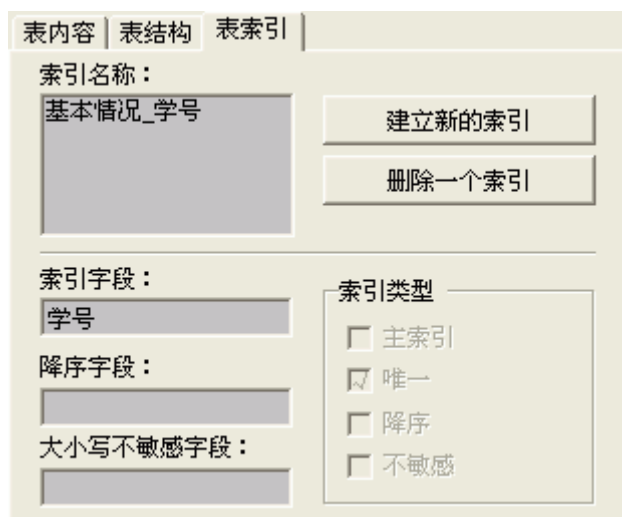 表内容 表结构 表索引
索引名称：
基本情况_学号
建立新的索引
删除一个索引
索引字段：
学号
降序字段：
大小写不敏感字段：
索引类型
主索引
唯一
降序
不敏感